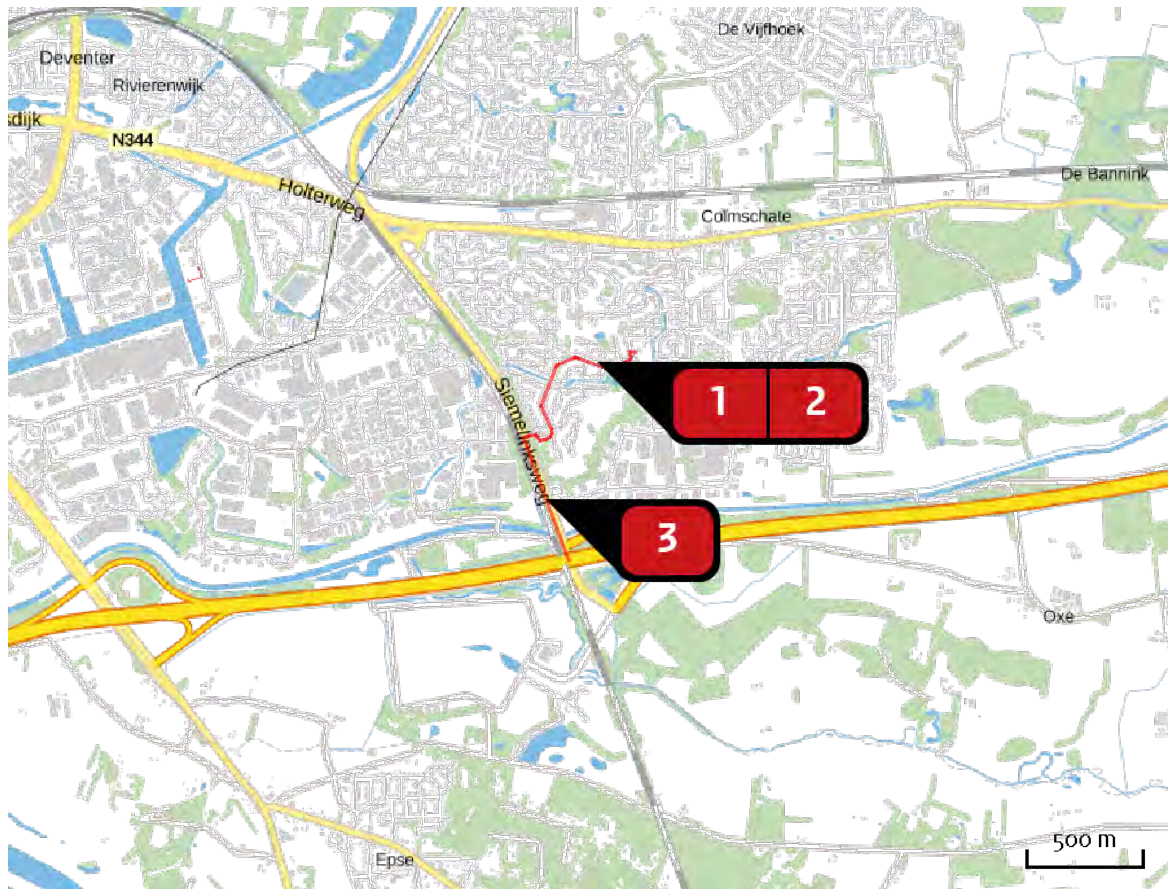 De Vijfhoek
Deventer
Rivierenwijk
sdijk
N344
De Bannink
Holterweg
Colmschate
Siemelinksweg
1
2
3
Oxe
Epse
500 m